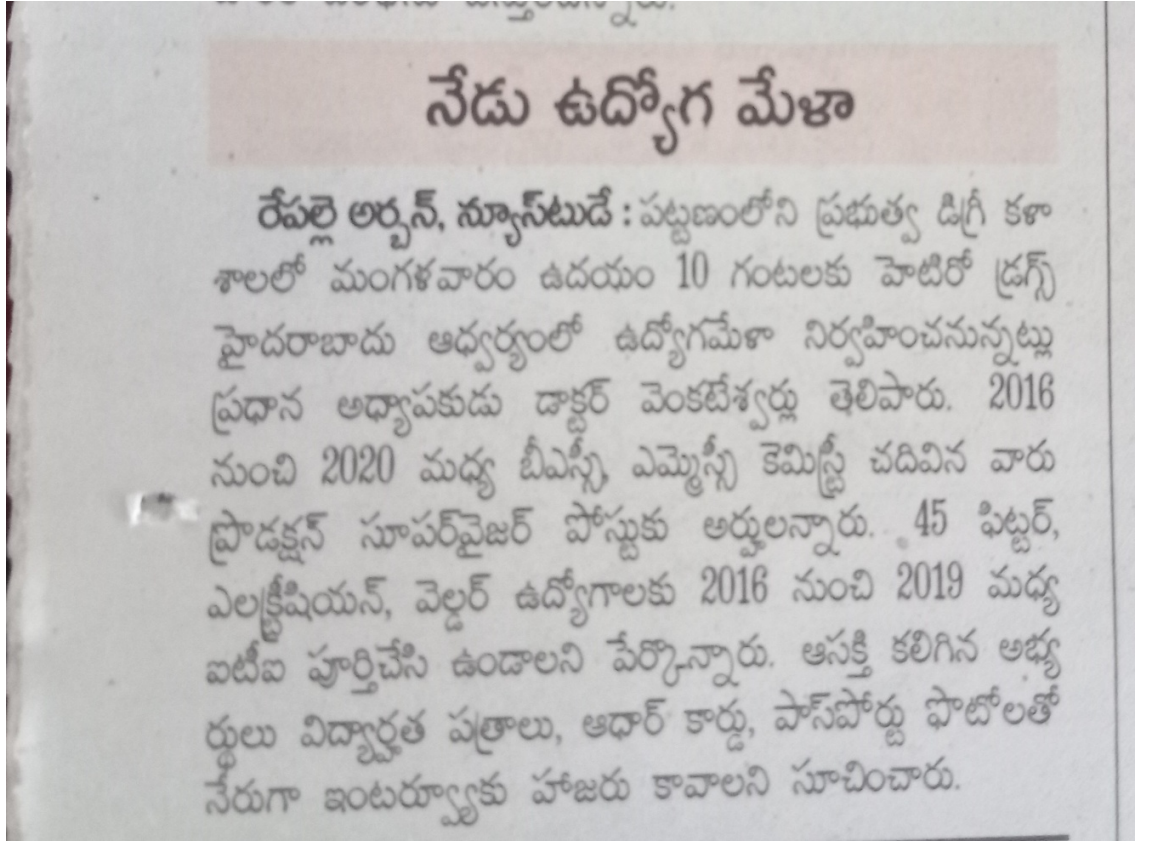 నేడు ఉద్యోగ మేళా
రేపల్లె అర్బన్, న్యూస్‌టుడే : పట్టణంలోని ప్రభుత్వ డిగ్రీ కళా
శాలలో మంగళవారం ఉదయం 10 గంటలకు హెటిరో డ్రగ్స్
హైదరాబాదు ఆధ్వర్యంలో ఉద్యోగమేళా నిర్వహించనున్నట్లు
ప్రధాన అధ్యాపకుడు డాక్టర్ వెంకటేశ్వర్లు తెలిపారు. 2016
నుంచి 2020 మధ్య బీఎస్సీ, ఎమ్మెస్సీ కెమిస్ట్రీ చదివిన వారు
ప్రొడక్షన్ సూపర్‌వైజర్ పోస్టుకు అర్హులన్నారు. 45 ఫిట్టర్,
ఎలక్ట్రీషియన్, వెల్డర్ ఉద్యోగాలకు 2016 నుంచి 2019 మధ్య
ఐటీఐ పూర్తిచేసి ఉండాలని పేర్కొన్నారు. ఆసక్తి కలిగిన అభ్య
ర్థులు విద్యార్హత పత్రాలు, ఆధార్ కార్డు, పాస్‌పోర్టు ఫొటోలతో
నేరుగా ఇంటర్వ్యూకు హాజరు కావాలని సూచించారు.